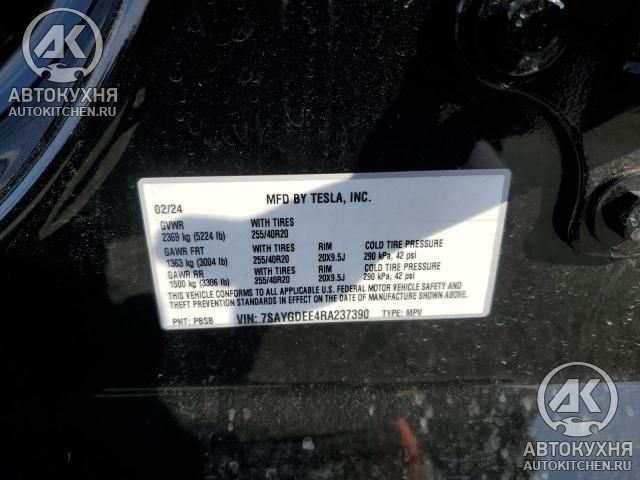 AK
АВТОКУХНЯ
AUTOKITCHEN.RU
MFD BY TESLA, INC.
02/24
GVWR WITH TIRES
2369 kg (5224 lb) 255/40R20
GAWR FRT WITH TIRES RIM COLD TIRE PRESSURE
1363 kg (3004 lb) 255/40R20 20X9.5J 290 kPa, 42 psi
GAWR RR WITH TIRES RIM COLD TIRE PRESSURE
1500 kg (3306 lb) 255/40R20 20X9.5J 290 kPa, 42 psi
THIS VEHICLE CONFORMS TO ALL APPLICABLE U.S. FEDERAL MOTOR VEHICLE SAFETY AND
THEFT PREVENTION STANDARDS IN EFFECT ON THE DATE OF MANUFACTURE SHOWN ABOVE.
PNT: PBSB VIN: 7SAYGDEE4RA237390 TYPE: MPV
AK
АВТОКУХНЯ
AUTOKITCHEN.RU